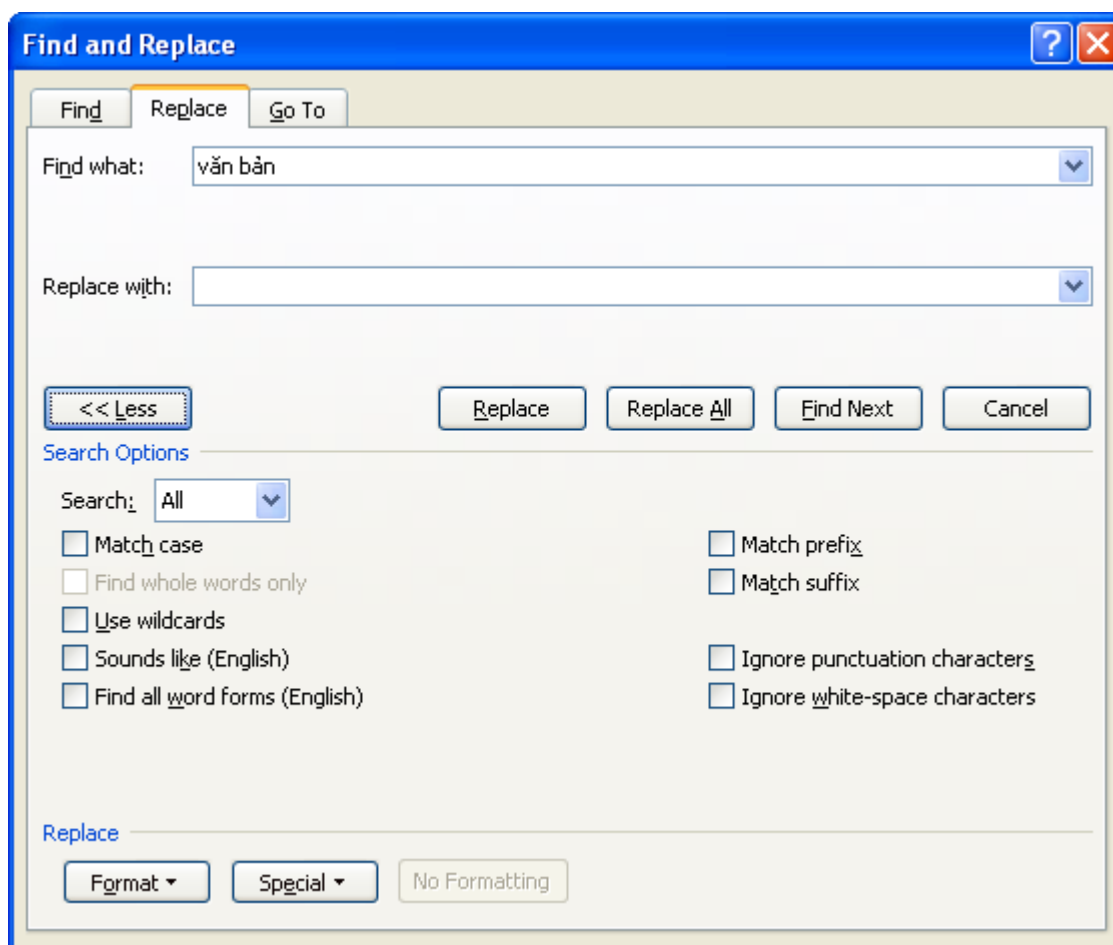 Find and Replace
Find Replace Go To
Find what: văn bản
Replace with:
<< Less Replace Replace All Find Next Cancel
Search Options
Search: All
Match case Match prefix
Find whole words only Match suffix
Use wildcards
Sounds like (English) Ignore punctuation characters
Find all word forms (English) Ignore white-space characters
Replace
Format Special No Formatting